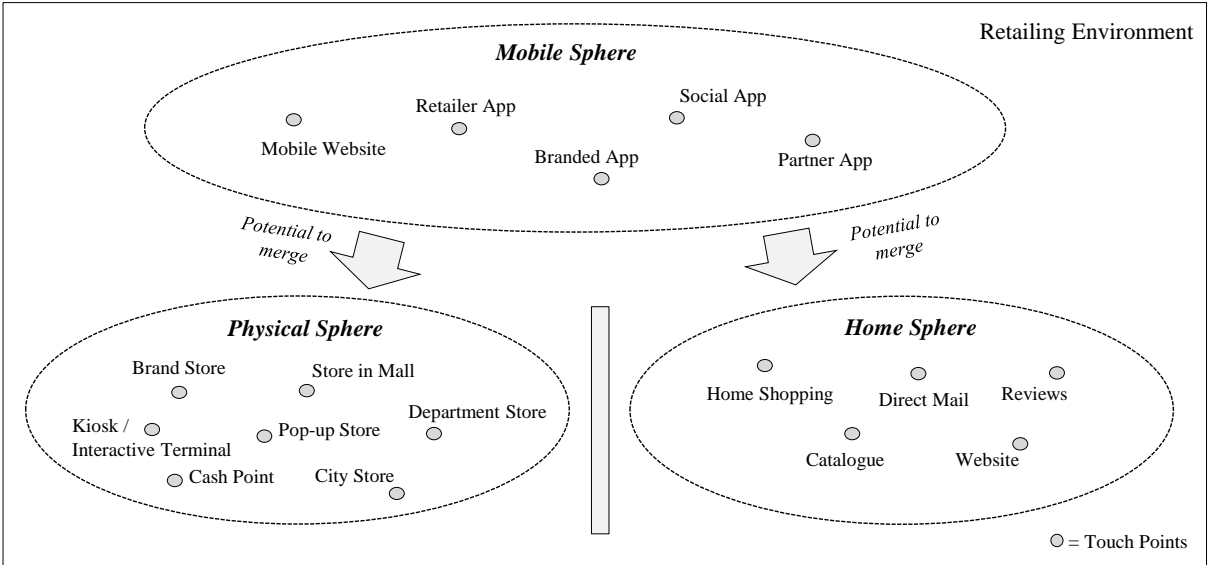 Retailing Environment
Mobile Sphere
Social App
Retailer App
Mobile Website
Branded App
Partner App
Potential to
merge
Potential to
merge
Physical Sphere
Brand Store
Store in Mall
Department Store
Kiosk /
Interactive Terminal
Pop-up Store
Cash Point
City Store
Home Sphere
Home Shopping
Direct Mail
Reviews
Catalogue
Website
= Touch Points